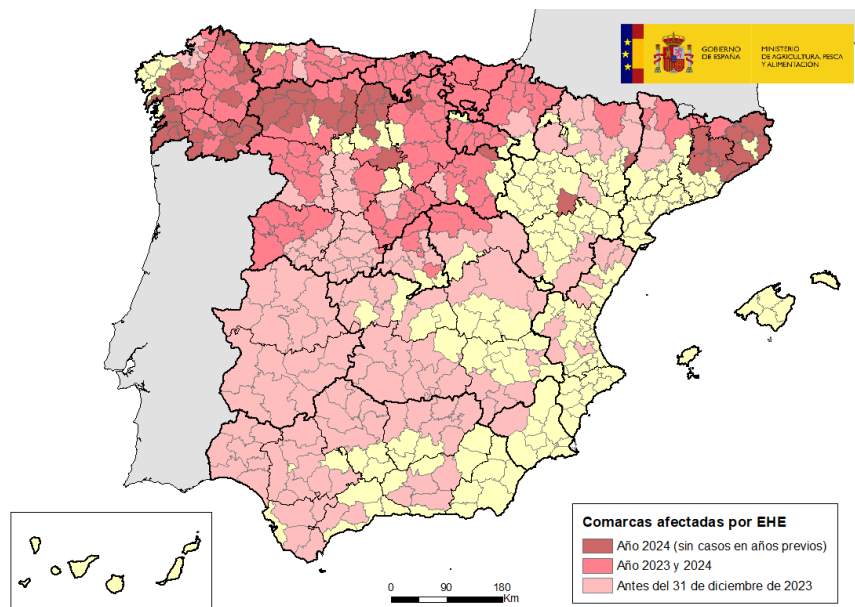 GOBIERNO
DE ESPAÑA
MINISTERIO
DE AGRICULTURA, PESCA
Y ALIMENTACIÓN
Comarcas afectadas por EHE
Año 2024 (sin casos en años previos)
Año 2023 y 2024
Antes del 31 de diciembre de 2023
0 90 180
Km